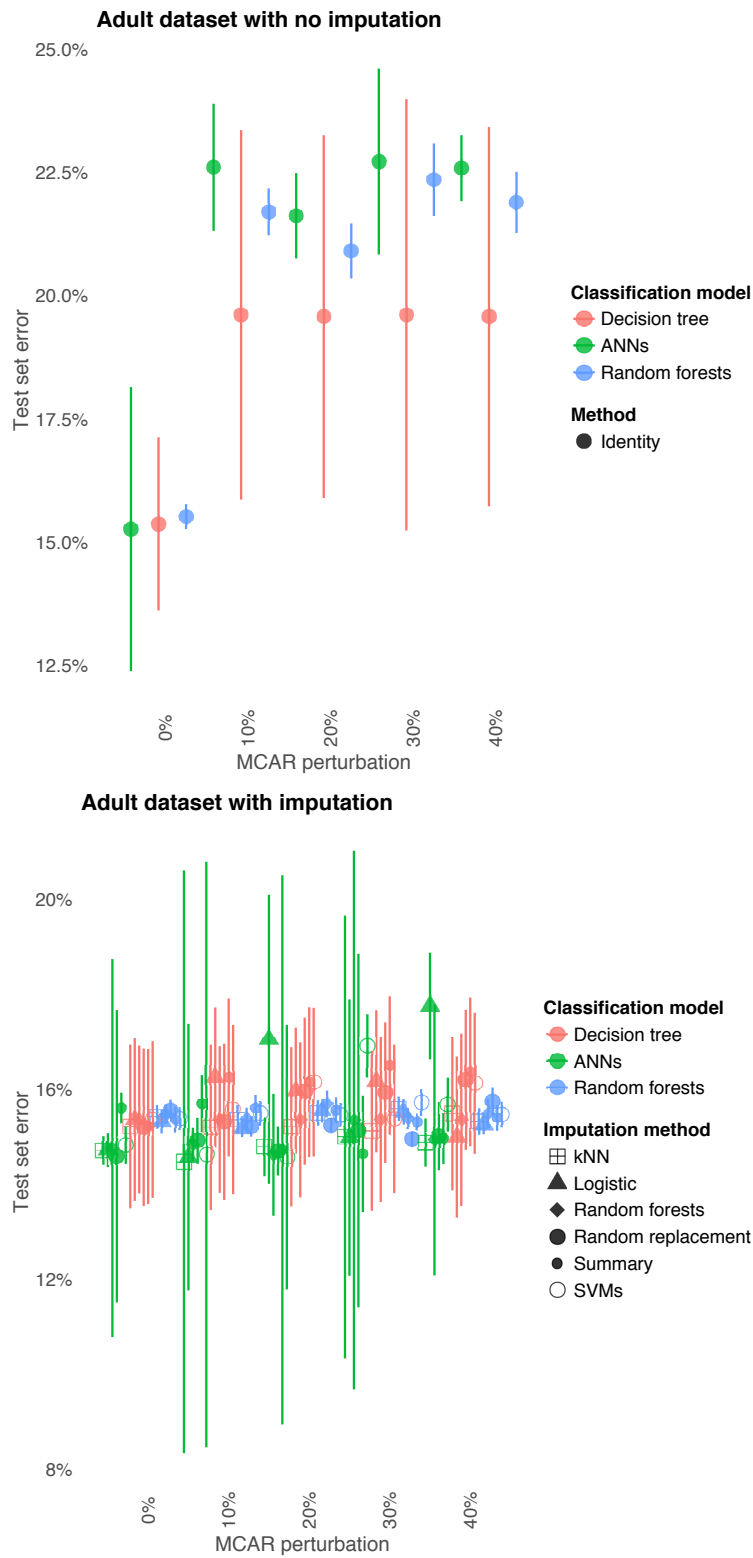 Adult dataset with no imputation
25.0%
22.5%
20.0%
17.5%
15.0%
12.5%
Test set error
0%
10%
20%
30%
40%
MCAR perturbation
Classification model
Decision tree
ANNs
Random forests
Method
Identity
Adult dataset with imputation
20%
16%
12%
8%
Test set error
0%
10%
20%
30%
40%
MCAR perturbation
Classification model
Decision tree
ANNs
Random forests
Imputation method
kNN
Logistic
Random forests
Random replacement
Summary
SVMs